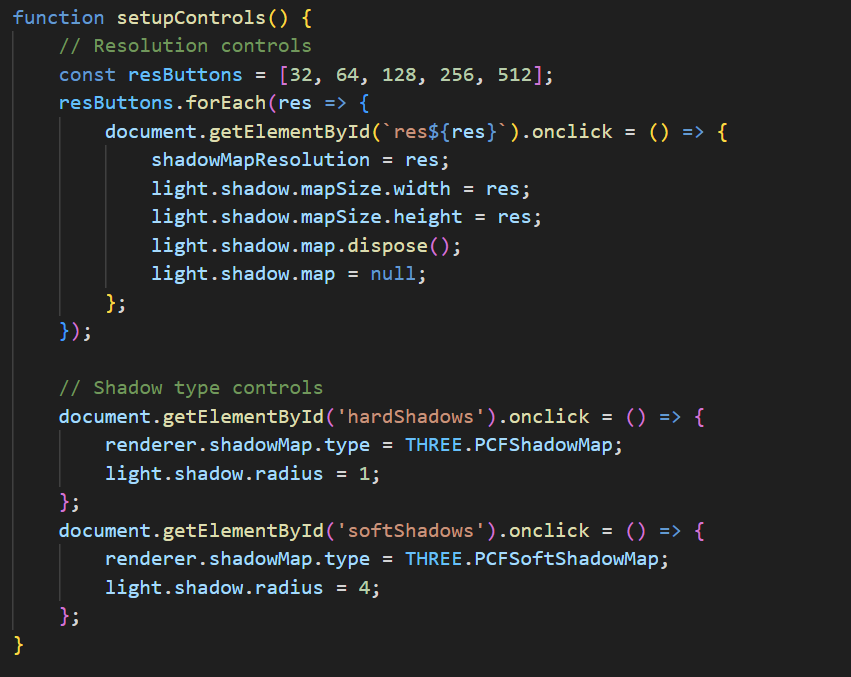 function setupControls() {
    // Resolution controls
    const resButtons = [32, 64, 128, 256, 512];
    resButtons.forEach(res => {
        document.getElementById(`res${res}`).onclick = () => {
            shadowMapResolution = res;
            light.shadow.mapSize.width = res;
            light.shadow.mapSize.height = res;
            light.shadow.map.dispose();
            light.shadow.map = null;
        };
    });

    // Shadow type controls
    document.getElementById('hardShadows').onclick = () => {
        renderer.shadowMap.type = THREE.PCFShadowMap;
        light.shadow.radius = 1;
    };
    document.getElementById('softShadows').onclick = () => {
        renderer.shadowMap.type = THREE.PCFSoftShadowMap;
        light.shadow.radius = 4;
    };
}